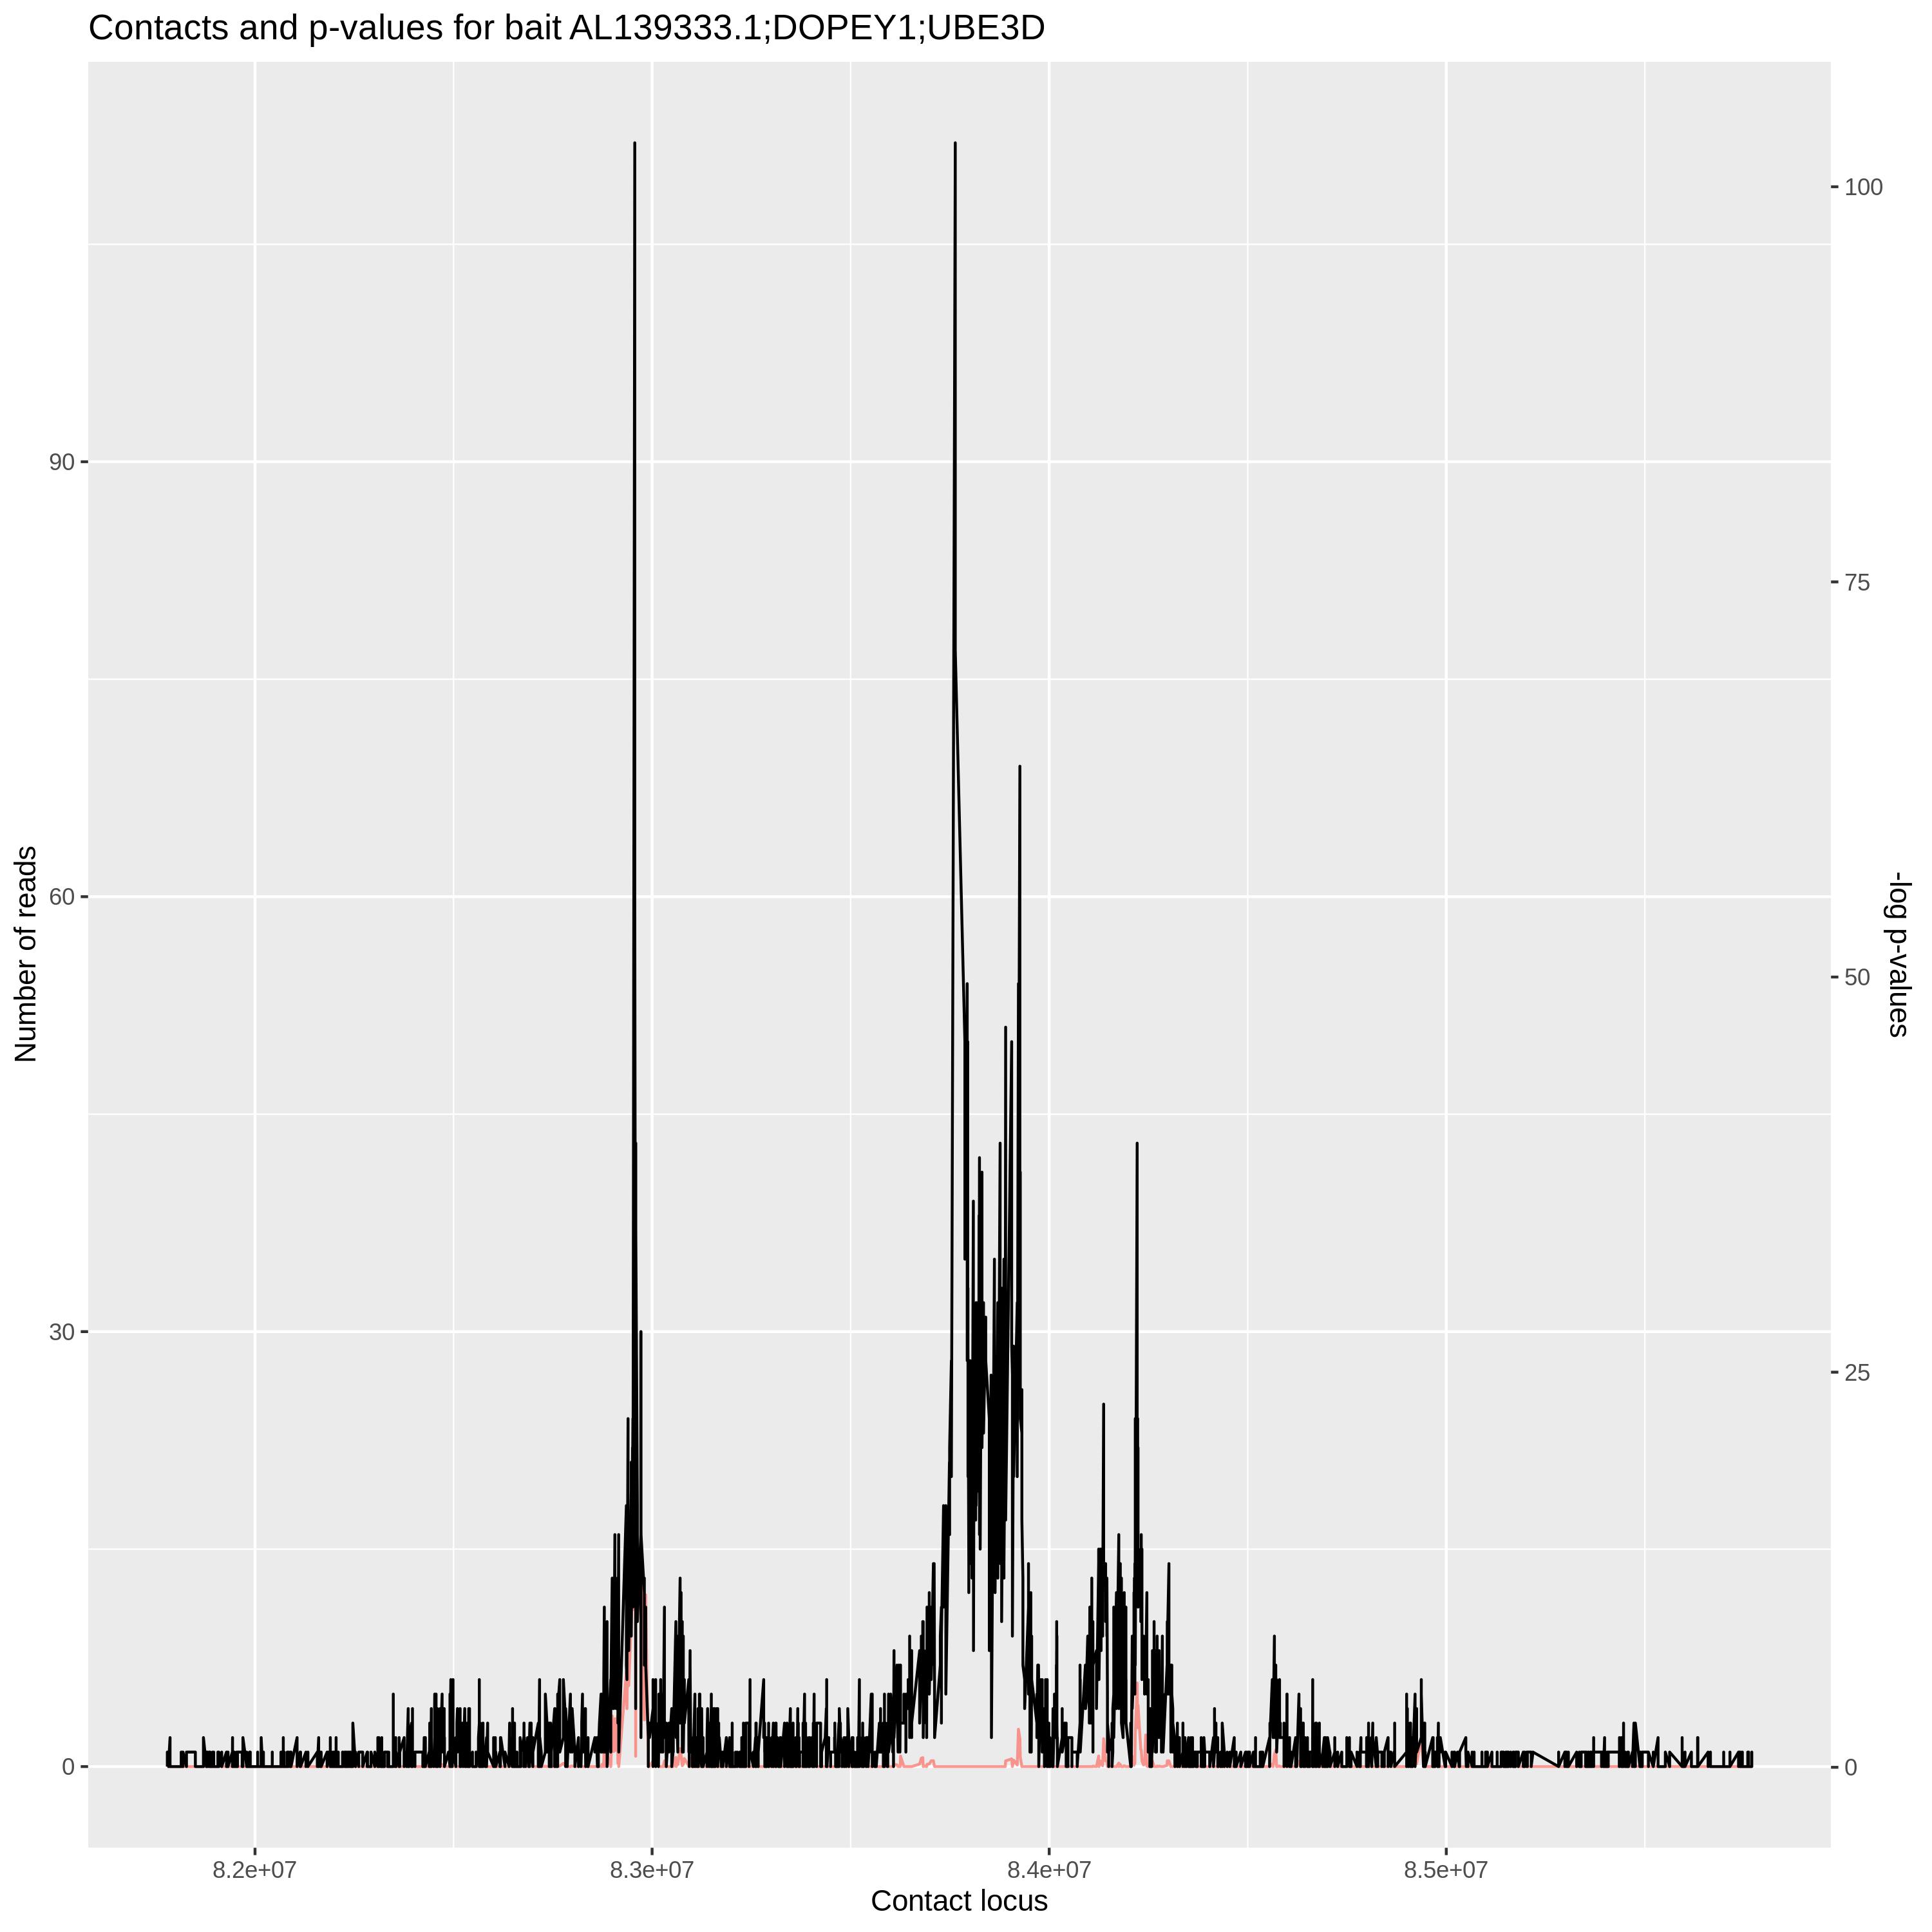 Contacts and p-values for bait AL139333.1;DOPEY1;UBE3D
100
90
75
60
50
30
25
0
0
Number of reads
-log p-values
8.2e+07
8.3e+07
8.4e+07
8.5e+07
Contact locus